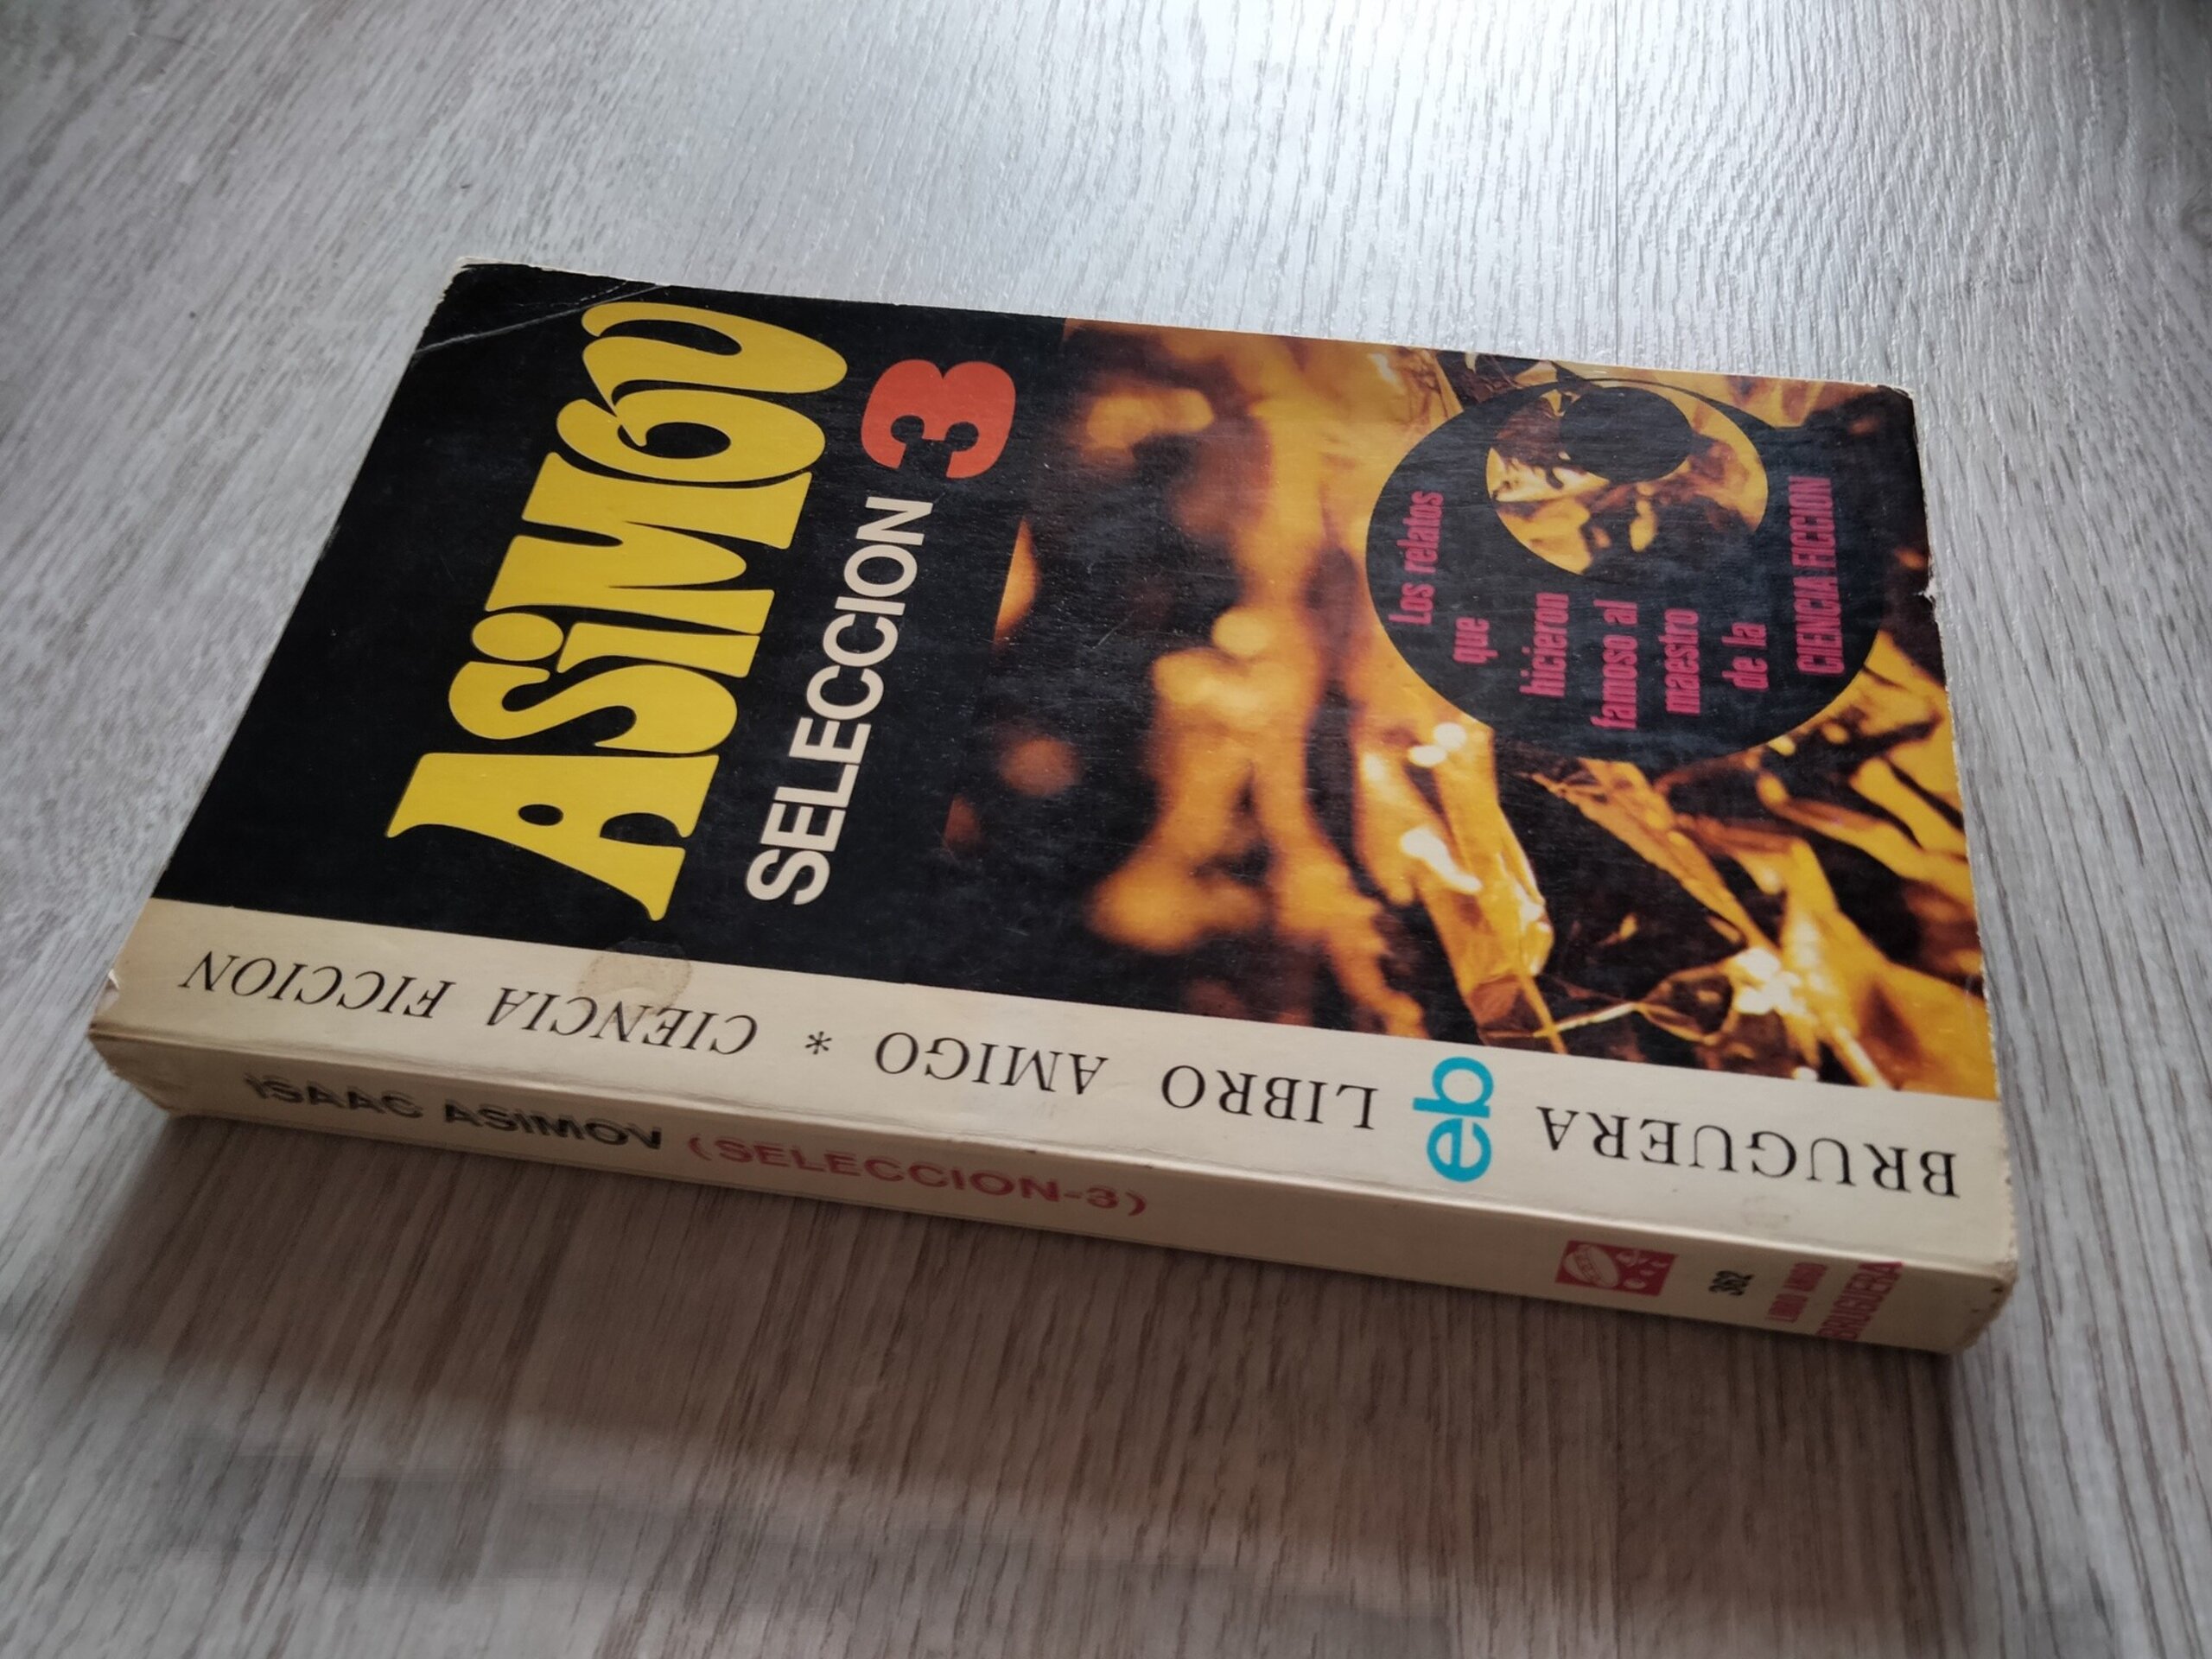 ASiMOV
SELECCION 3
Los relatos
que
hicieron
famoso al
maestro
de la
CIENCIA FICCION
BRUGUERA eb LIBRO AMIGO * CIENCIA FICCION
ISAAC ASIMOV (SELECCION-3)
382
LIBRO AMIGO
BRUGUERA